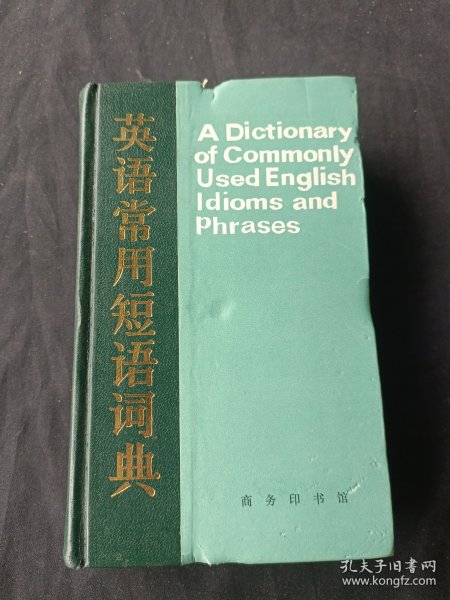 英语常用短语词典
A Dictionary
of Commonly
Used English
Idioms and
Phrases
商务印书馆
孔夫子旧书网
www.kongfz.com